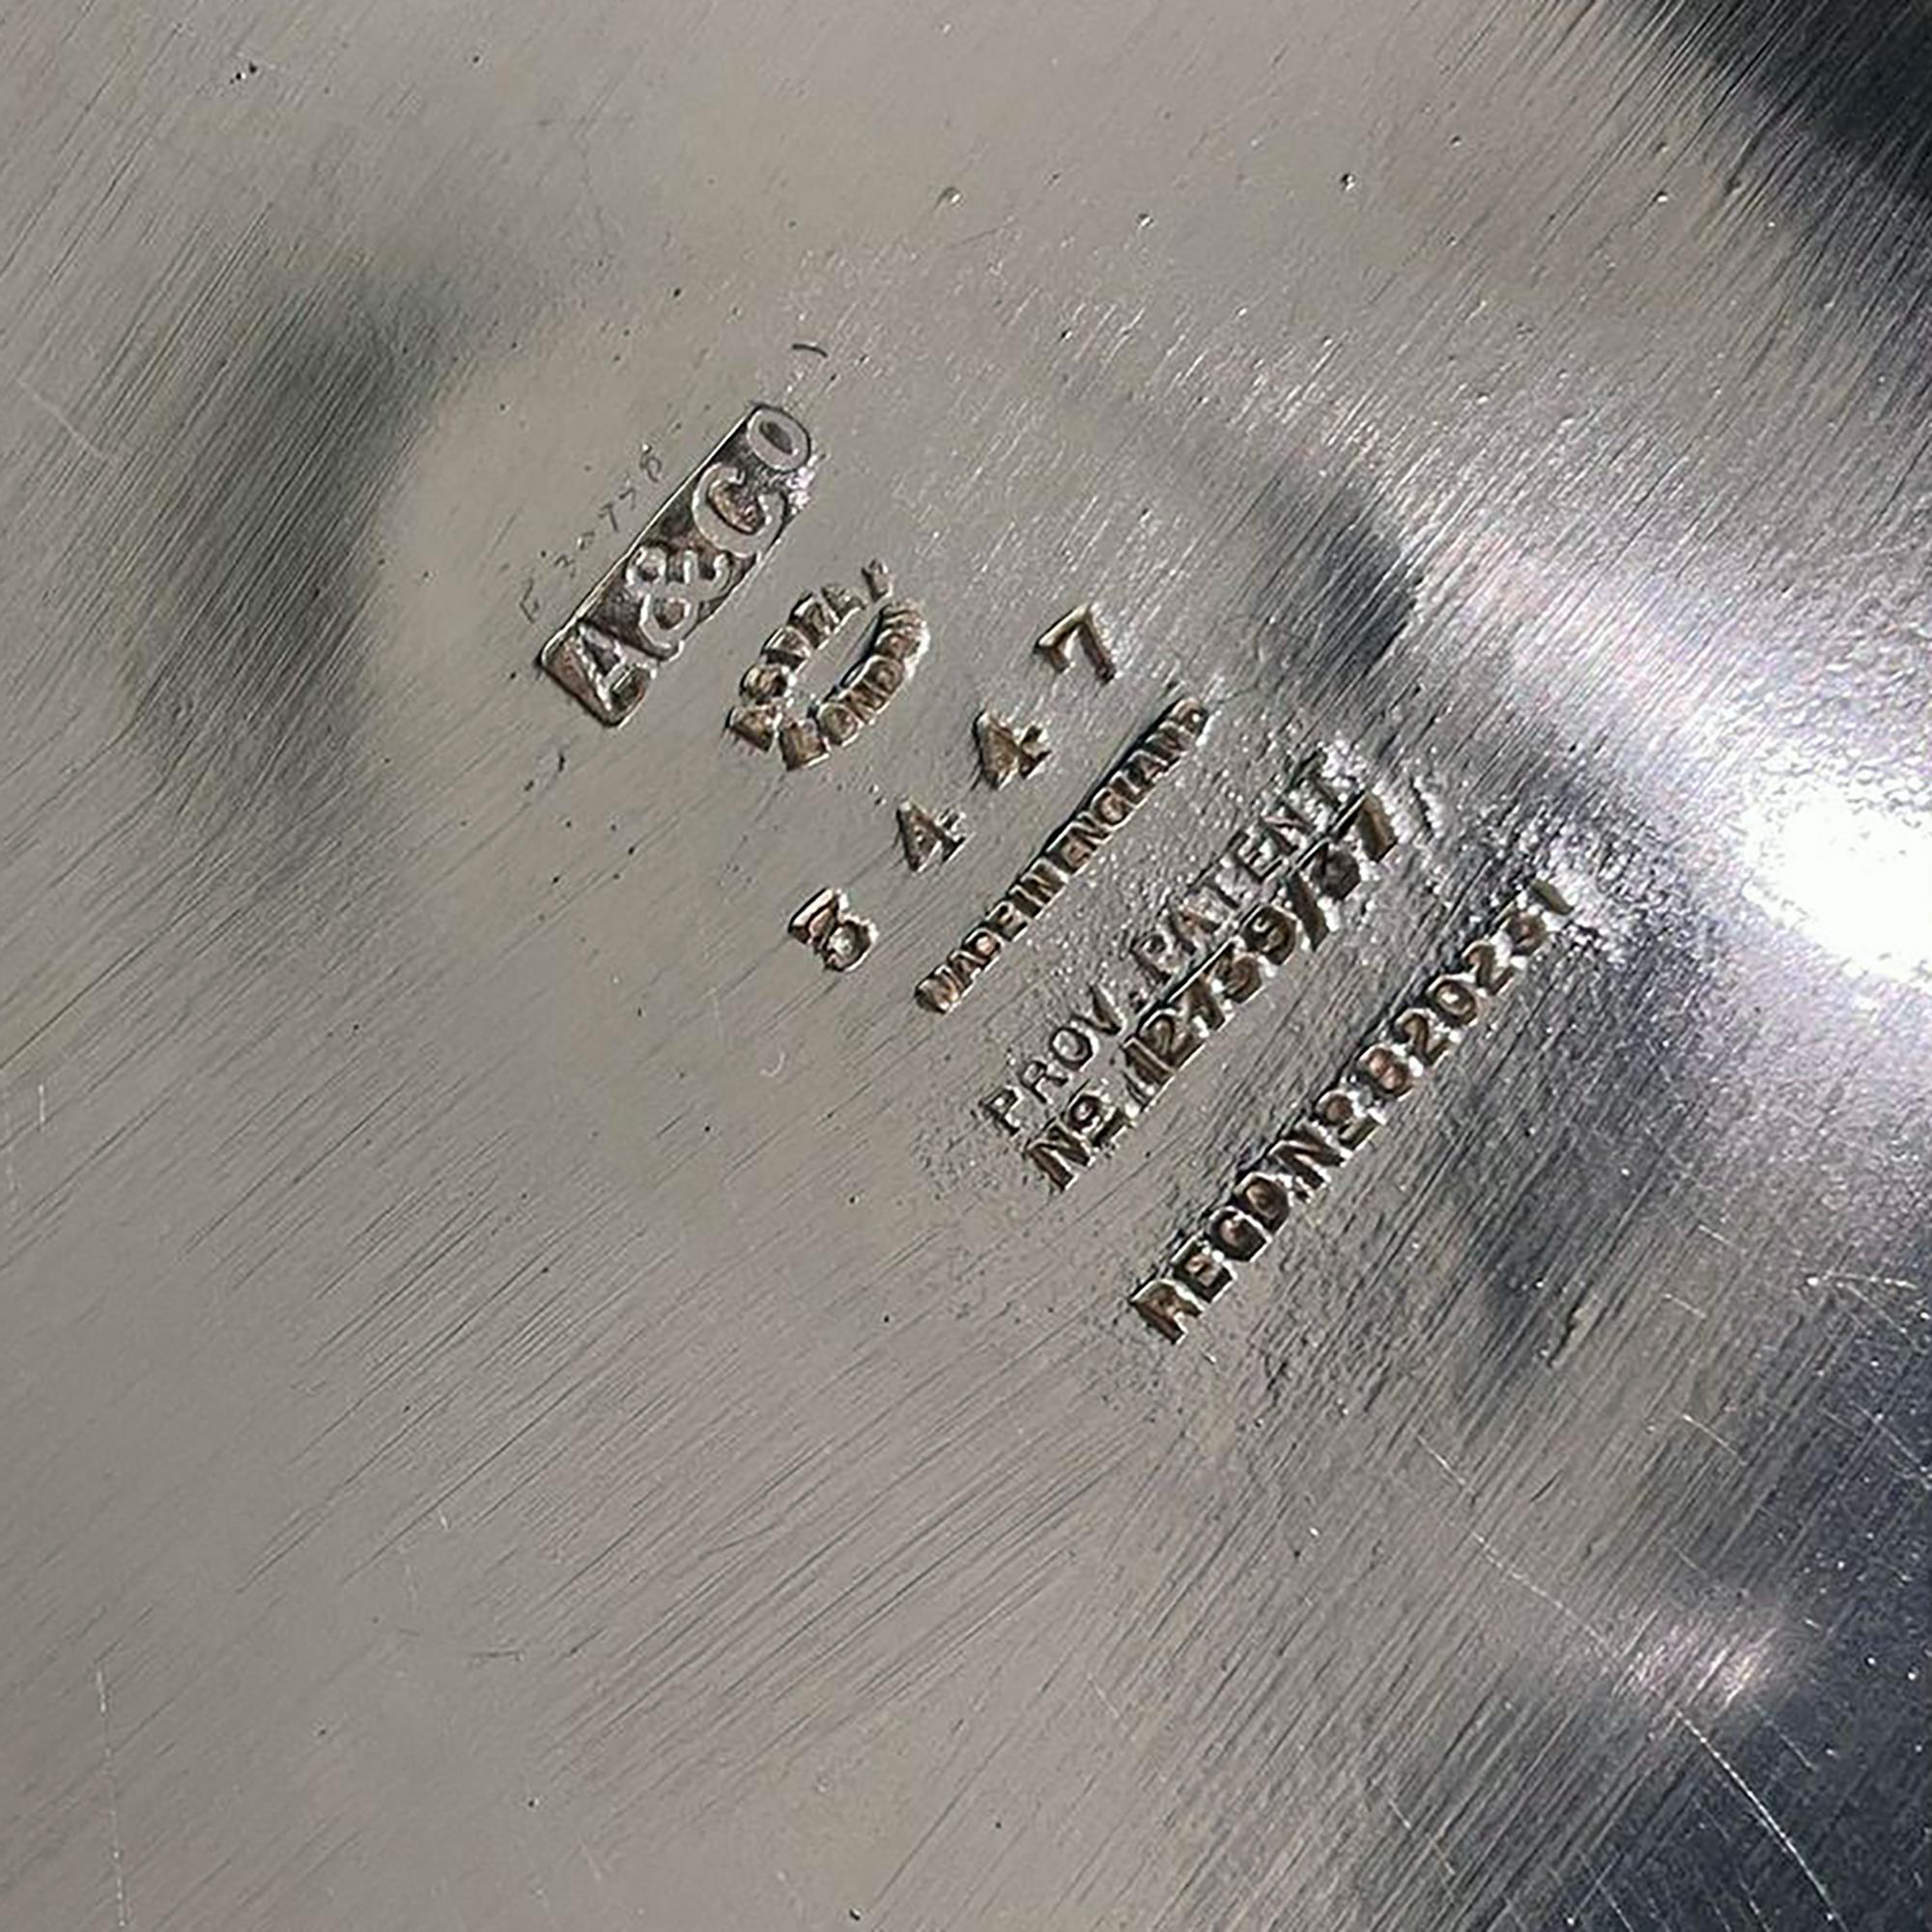 A&Co
ASPREY
LONDON
3447
MADE IN ENGLAND
PROV. PATENT
Nº 12739/37
REGD Nº 820231